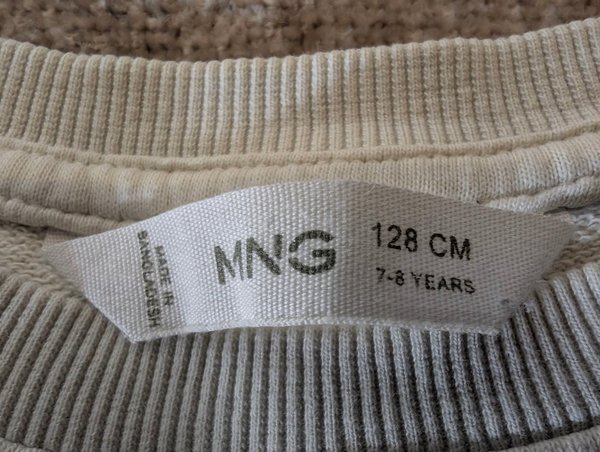 MADE IN
BANGLADESH
MNG
128 CM
7-8 YEARS